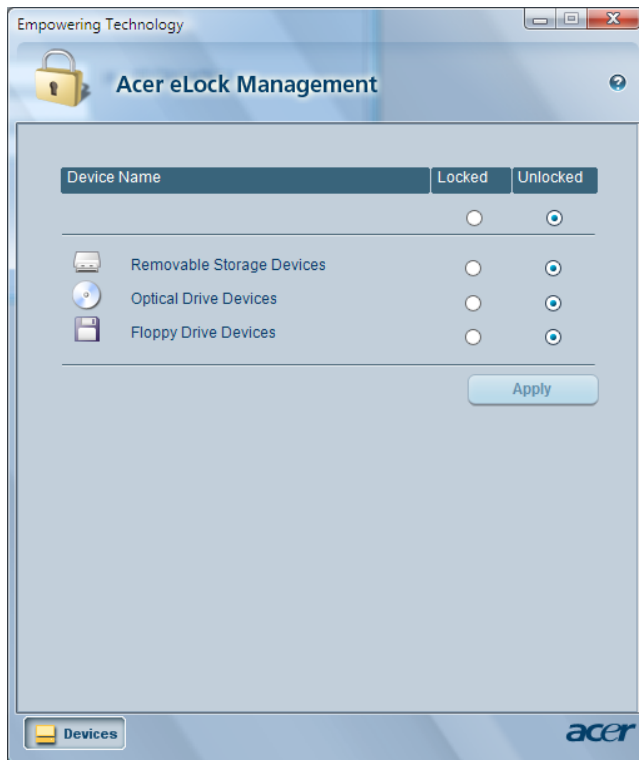 Empowering Technology
Acer eLock Management
Device Name Locked Unlocked
Removable Storage Devices
Optical Drive Devices
Floppy Drive Devices
Apply
Devices
acer